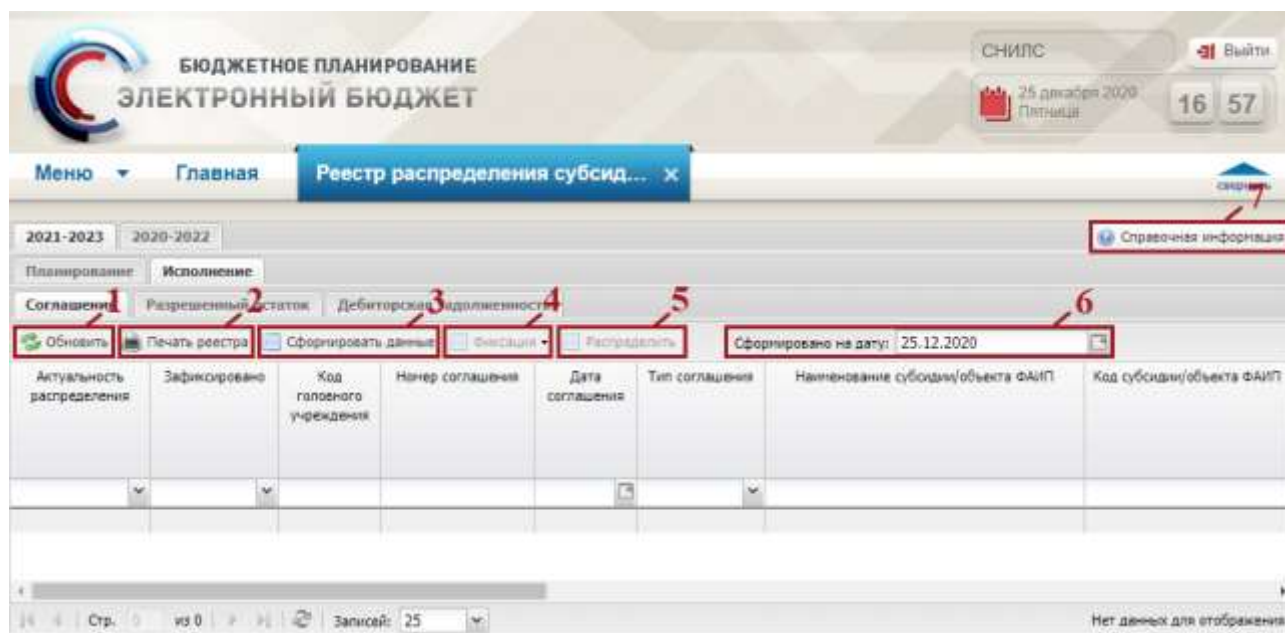 БЮДЖЕТНОЕ ПЛАНИРОВАНИЕ
ЭЛЕКТРОННЫЙ БЮДЖЕТ
СНИЛС
Выйти
25 декабря 2020
Пятница
16 57
Меню Главная Реестр распределения субсид... ×
свернуть
7
2021-2023 2020-2022
Справочная информация
Планирование Исполнение
Соглашения Разрешенный остаток Дебиторская задолженность
1 2 3 4 5 6
Обновить Печать реестра Сформировать данные Фиксация Распределить Сформировано на дату: 25.12.2020
Актуальность распределения
Зафиксировано
Код головного учреждения
Номер соглашения
Дата соглашения
Тип соглашения
Наименование субсидии/объекта ФАИП
Код субсидии/объекта ФАИП
Стр. 0 из 0 Записей: 25 Нет данных для отображения